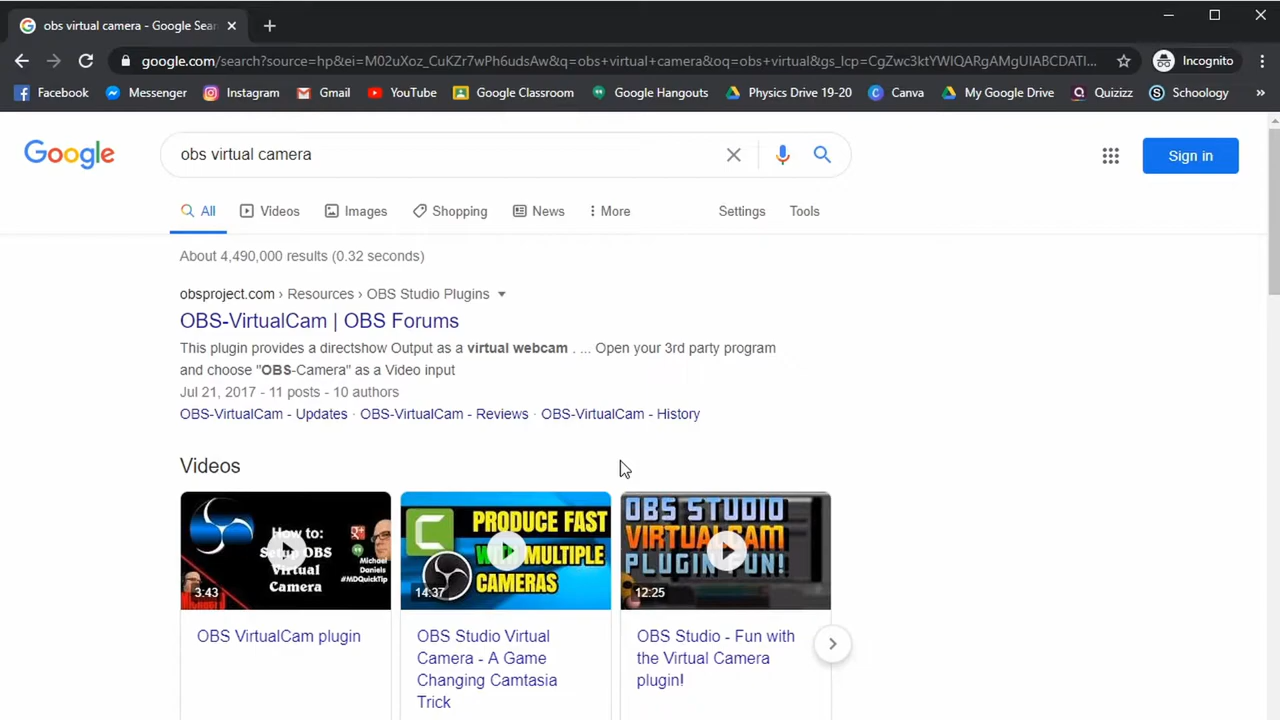 obs virtual camera - Google Sear
google.com/search?source=hp&ei=M02uXoz_CuKZr7wPh6udsAw&q=obs+virtual+camera&oq=obs+virtual&gs_lcp=CgZwc3ktYWIQARgAMgUIABCDATI...
Incognito
Facebook Messenger Instagram Gmail YouTube Google Classroom Google Hangouts Physics Drive 19-20 Canva My Google Drive Quizizz Schoology »
Google
obs virtual camera
Sign in
All Videos Images Shopping News More Settings Tools
About 4,490,000 results (0.32 seconds)
obsproject.com › Resources › OBS Studio Plugins
OBS-VirtualCam | OBS Forums
This plugin provides a directshow Output as a virtual webcam . ... Open your 3rd party program
and choose "OBS-Camera" as a Video input
Jul 21, 2017 - 11 posts - 10 authors
OBS-VirtualCam - Updates · OBS-VirtualCam - Reviews · OBS-VirtualCam - History
Videos
How to:
Setup OBS
Virtual
Camera
Michael
Daniels
#MDQuickTip
3:43
PRODUCE FAST
WITH MULTIPLE
CAMERAS
14:37
OBS STUDIO
VIRTUALCAM
PLUGIN FUN!
12:25
OBS VirtualCam plugin
OBS Studio Virtual
Camera - A Game
Changing Camtasia
Trick
OBS Studio - Fun with
the Virtual Camera
plugin!